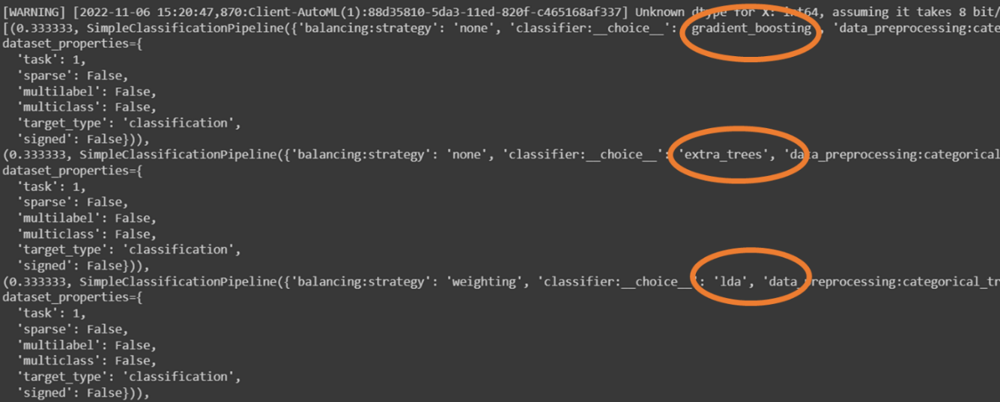 [WARNING] [2022-11-06 15:20:47,870:Client-AutoML(1):88d35810-5da3-11ed-820f-c465168af337] Unknown dtype for X: int64, assuming it takes 8 bit/
[(0.333333, SimpleClassificationPipeline({'balancing:strategy': 'none', 'classifier:__choice__': 'gradient_boosting', 'data_preprocessing:cate
dataset_properties={
  'task': 1,
  'sparse': False,
  'multilabel': False,
  'multiclass': False,
  'target_type': 'classification',
  'signed': False})),
(0.333333, SimpleClassificationPipeline({'balancing:strategy': 'none', 'classifier:__choice__': 'extra_trees', 'data_preprocessing:categorical
dataset_properties={
  'task': 1,
  'sparse': False,
  'multilabel': False,
  'multiclass': False,
  'target_type': 'classification',
  'signed': False})),
(0.333333, SimpleClassificationPipeline({'balancing:strategy': 'weighting', 'classifier:__choice__': 'lda', 'data_preprocessing:categorical_tr
dataset_properties={
  'task': 1,
  'sparse': False,
  'multilabel': False,
  'multiclass': False,
  'target_type': 'classification',
  'signed': False})),